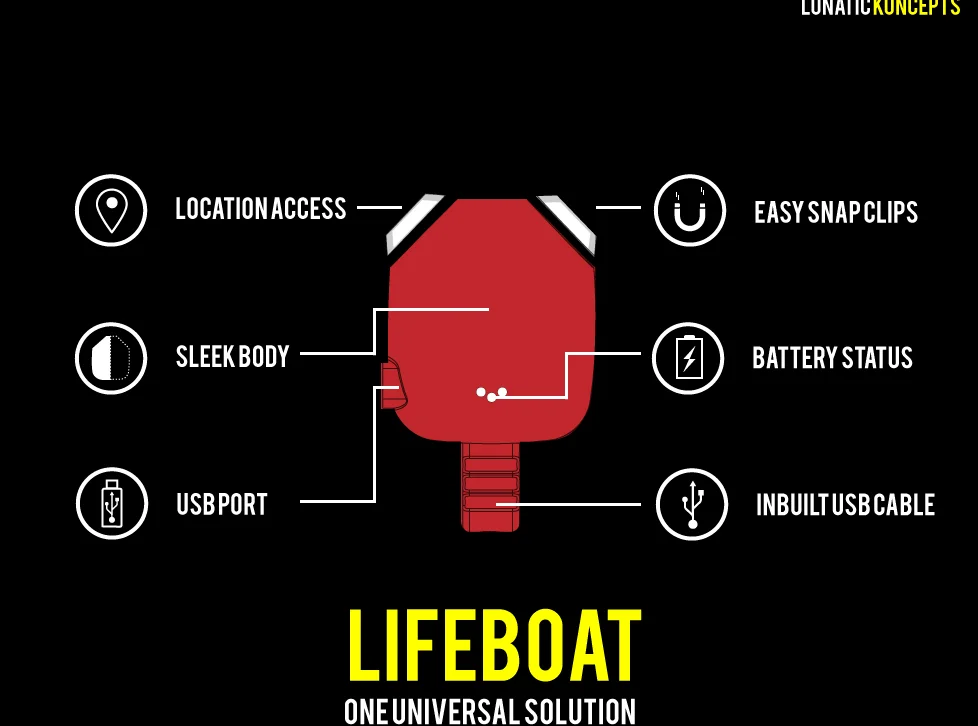 LUNATICKONCEPTS
LOCATION ACCESS
EASY SNAP CLIPS
SLEEK BODY
BATTERY STATUS
USB PORT
INBUILT USB CABLE
LIFEBOAT
ONE UNIVERSAL SOLUTION